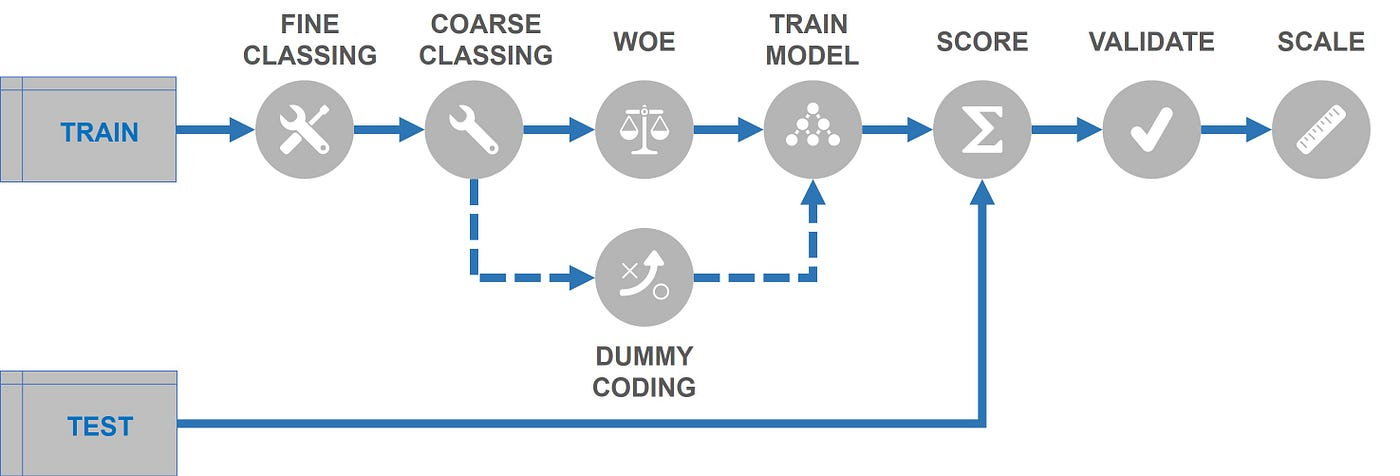 FINE
CLASSING
COARSE
CLASSING
WOE
TRAIN
MODEL
SCORE
VALIDATE
SCALE
TRAIN
DUMMY
CODING
TEST